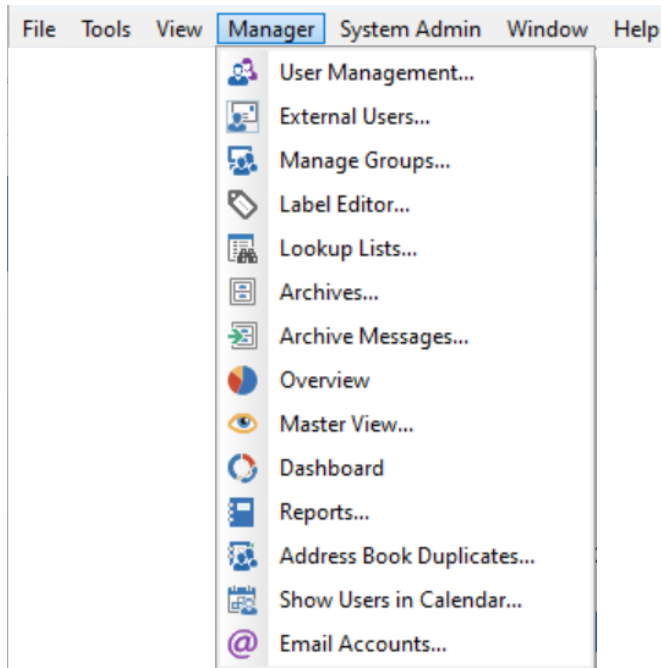 File Tools View Manager System Admin Window Help
User Management...
External Users...
Manage Groups...
Label Editor...
Lookup Lists...
Archives...
Archive Messages...
Overview
Master View...
Dashboard
Reports...
Address Book Duplicates...
Show Users in Calendar...
@ Email Accounts...